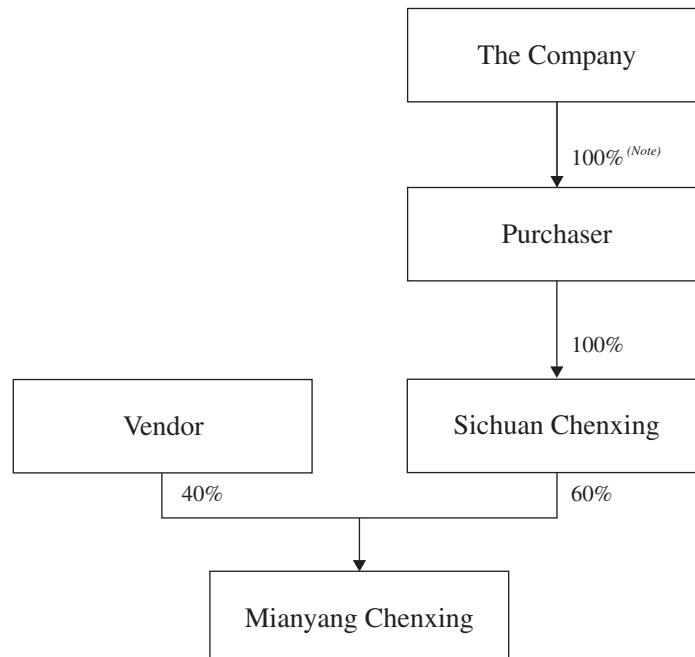 The Company
100% (Note)
Purchaser
100%
Vendor
Sichuan Chenxing
40%
60%
Mianyang Chenxing